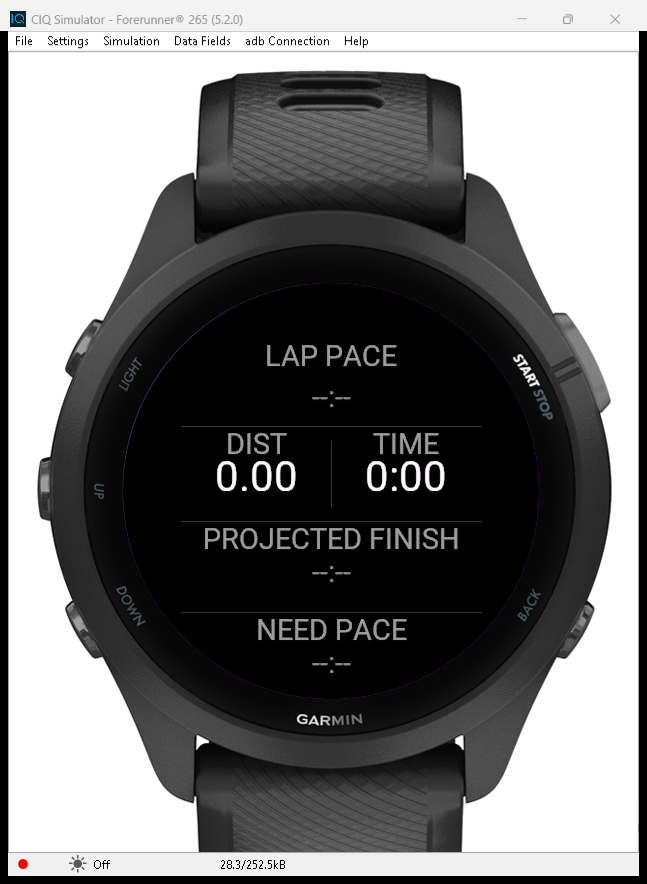 IQ CIQ Simulator - Forerunner® 265 (5.2.0)
File Settings Simulation Data Fields adb Connection Help
LIGHT
START STOP
LAP PACE
--:--
DIST TIME
0.00 0:00
UP
PROJECTED FINISH
--:--
DOWN
BACK
NEED PACE
--:--
GARMIN
Off 28.3/252.5kB